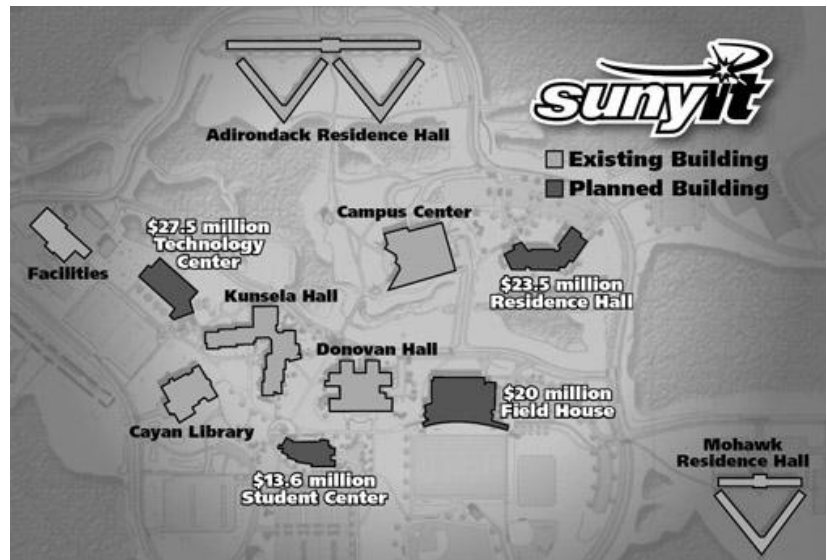 sunyit
Existing Building
Planned Building
Adirondack Residence Hall
Campus Center
$27.5 million
Technology
Center
Facilities
$23.5 million
Residence Hall
Kunsela Hall
Donovan Hall
$20 million
Field House
Cayan Library
$13.6 million
Student Center
Mohawk
Residence Hall